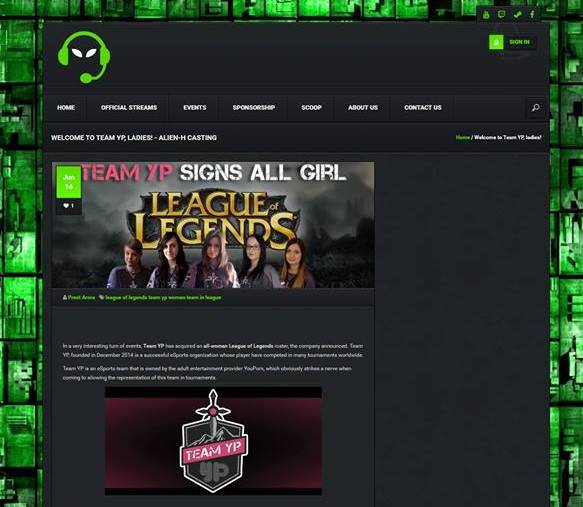 SIGN IN
HOME OFFICIAL STREAMS EVENTS SPONSORSHIP SCOOP ABOUT US CONTACT US
WELCOME TO TEAM YP, LADIES! - ALIEN-H CASTING
Home / Welcome to Team YP, ladies!
TEAM YP SIGNS ALL GIRL
Jun
14
1
LEAGUE of
LEGENDS
Preet Arora league of legends team yp women team in league
In a very interesting turn of events, Team YP has acquired an all-women League of Legends roster, the company announced. Team
YP, founded in December 2014 is a successful eSports organization whose player have competed in many tournaments worldwide.
Team YP is an eSports team that is owned by the adult entertainment provider YouPorn, which obviously strikes a nerve when
coming to allowing the representation of this team in tournaments.
TEAM YP
YP